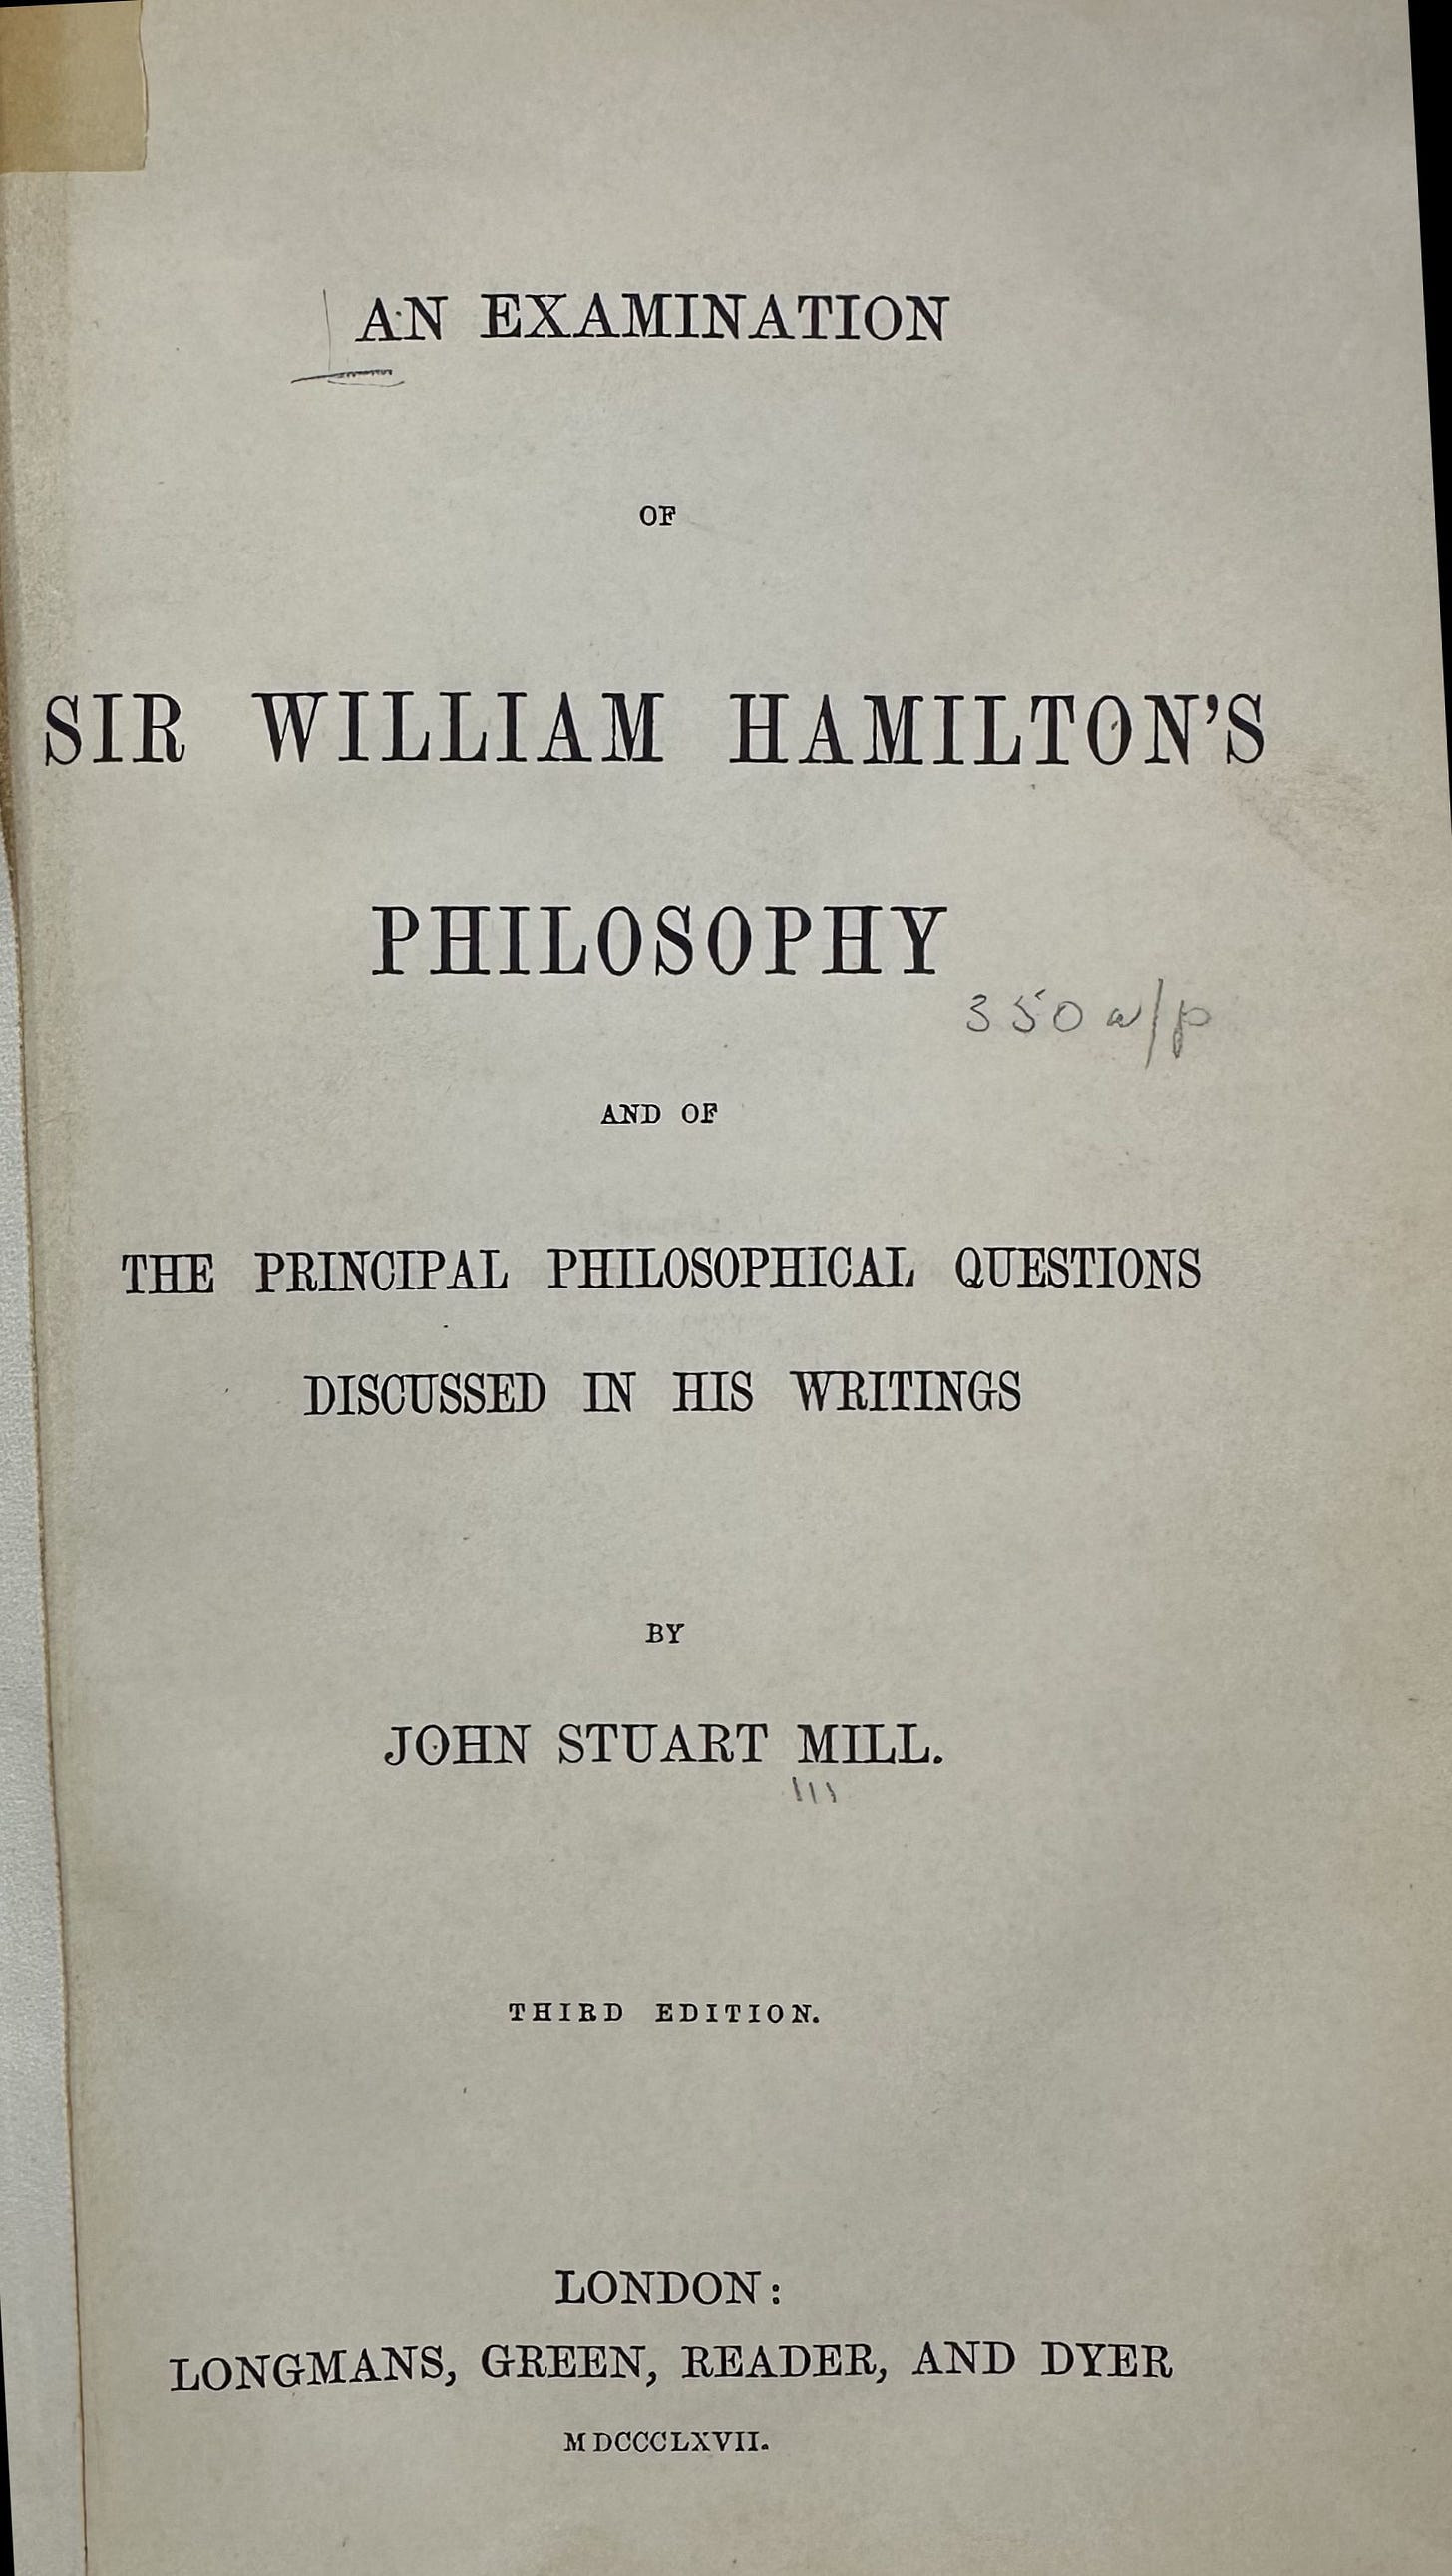 AN EXAMINATION
OF
SIR WILLIAM HAMILTON'S
PHILOSOPHY
350 w/p
AND OF
THE PRINCIPAL PHILOSOPHICAL QUESTIONS
DISCUSSED IN HIS WRITINGS
BY
JOHN STUART MILL.
THIRD EDITION.
LONDON:
LONGMANS, GREEN, READER, AND DYER
MDCCCLXVII.